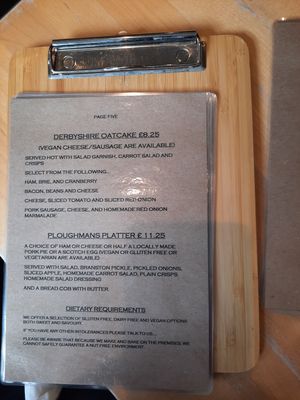 PAGE FIVE
DERBYSHIRE OATCAKE £8.25
(VEGAN CHEESE/SAUSAGE ARE AVAILABLE)
SERVED HOT WITH SALAD GARNISH, CARROT SALAD AND
CRISPS
SELECT FROM THE FOLLOWING...
HAM, BRIE, AND CRANBERRY
BACON, BEANS AND CHEESE
CHEESE, SLICED TOMATO AND SLICED RED ONION
PORK SAUSAGE, CHEESE, AND HOMEMADE RED ONION
MARMALADE
PLOUGHMANS PLATTER £ 11.25
A CHOICE OF HAM OR CHEESE OR HALF A LOCALLY MADE
PORK PIE OR A SCOTCH EGG (VEGAN OR GLUTEN FREE OR
VEGETARIAN ARE AVAILABLE)
SERVED WITH SALAD, BRANSTON PICKLE, PICKLED ONIONS,
SLICED APPLE, HOMEMADE CARROT SALAD, PLAIN CRISPS,
HOMEMADE SALAD DRESSING
AND A BREAD COB WITH BUTTER
DIETARY REQUIREMENTS
WE OFFER A SELECTION OF GLUTEN FREE, DAIRY FREE AND VEGAN OPTIONS
BOTH SWEET AND SAVOURY.
IF YOU HAVE ANY OTHER INTOLERANCES PLEASE TALK TO US...
PLEASE BE AWARE THAT BECAUSE WE MAKE AND BAKE ON THE PREMISES, WE
CANNOT SAFELY GUARANTEE A NUT FREE ENVIRONMENT.